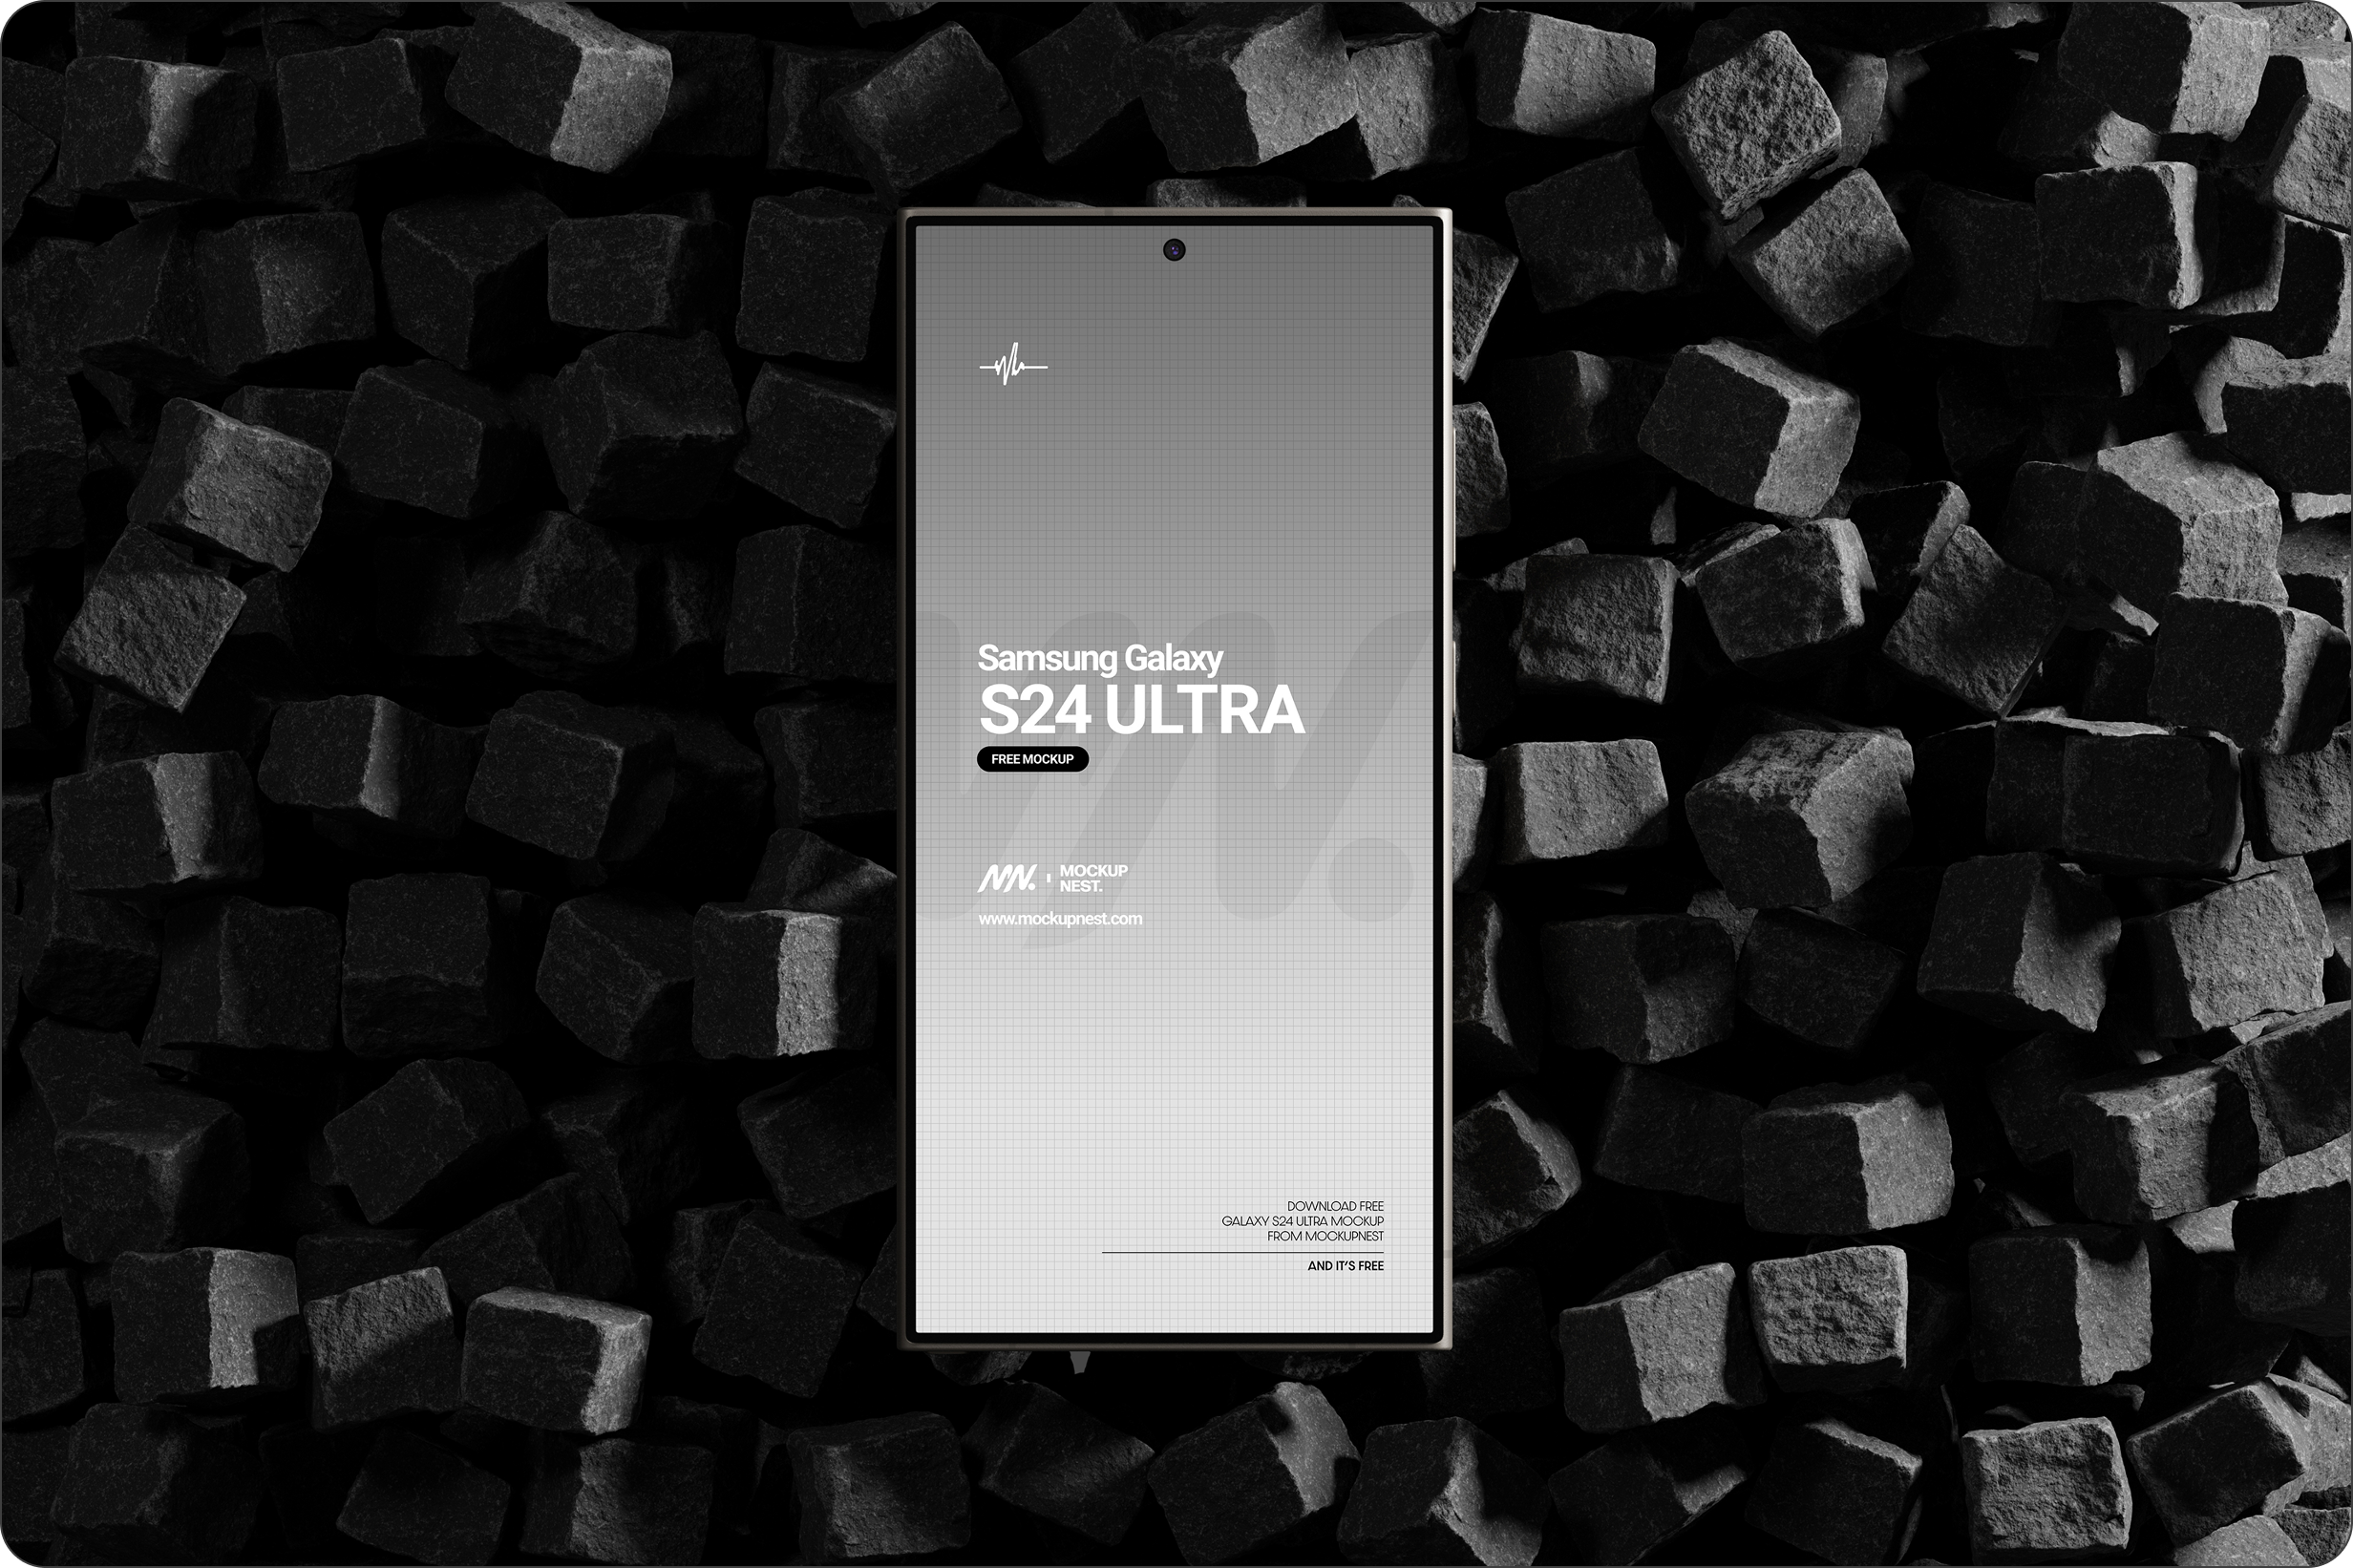 Samsung Galaxy
S24 ULTRA
FREE MOCKUP
MOCKUP
NEST.
www.mockupnest.com
DOWNLOAD FREE
GALAXY S24 ULTRA MOCKUP
FROM MOCKUPNEST
AND IT'S FREE